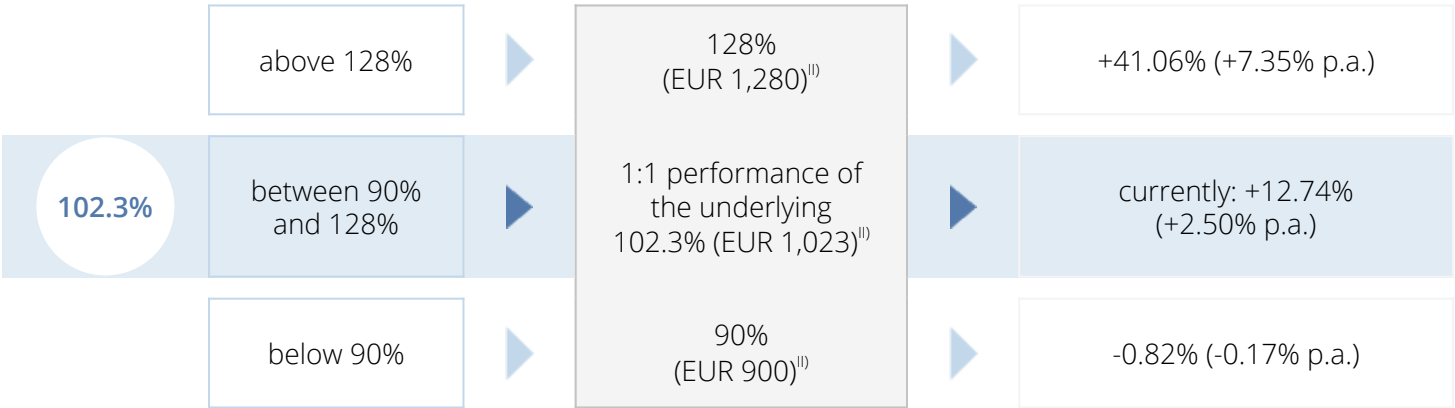 above 128%
128%
(EUR 1,280)II)
+41.06% (+7.35% p.a.)
102.3%
between 90%
and 128%
1:1 performance of
the underlying
102.3% (EUR 1,023)II)
currently: +12.74%
(+2.50% p.a.)
below 90%
90%
(EUR 900)II)
-0.82% (-0.17% p.a.)